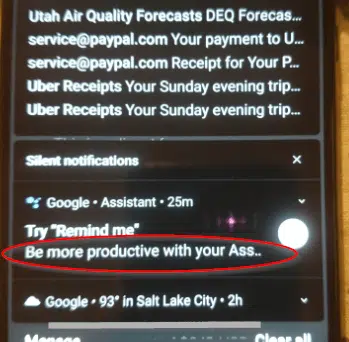 Utah Air Quality Forecasts DEQ Forecas...
service@paypal.com Your payment to U...
service@paypal.com Receipt for Your P...
Uber Receipts Your Sunday evening trip...
Uber Receipts Your Sunday evening trip...
Silent notifications ×
Google • Assistant • 25m
Try "Remind me"
Be more productive with your Ass..
Google • 93° in Salt Lake City • 2h
Manage Clear all